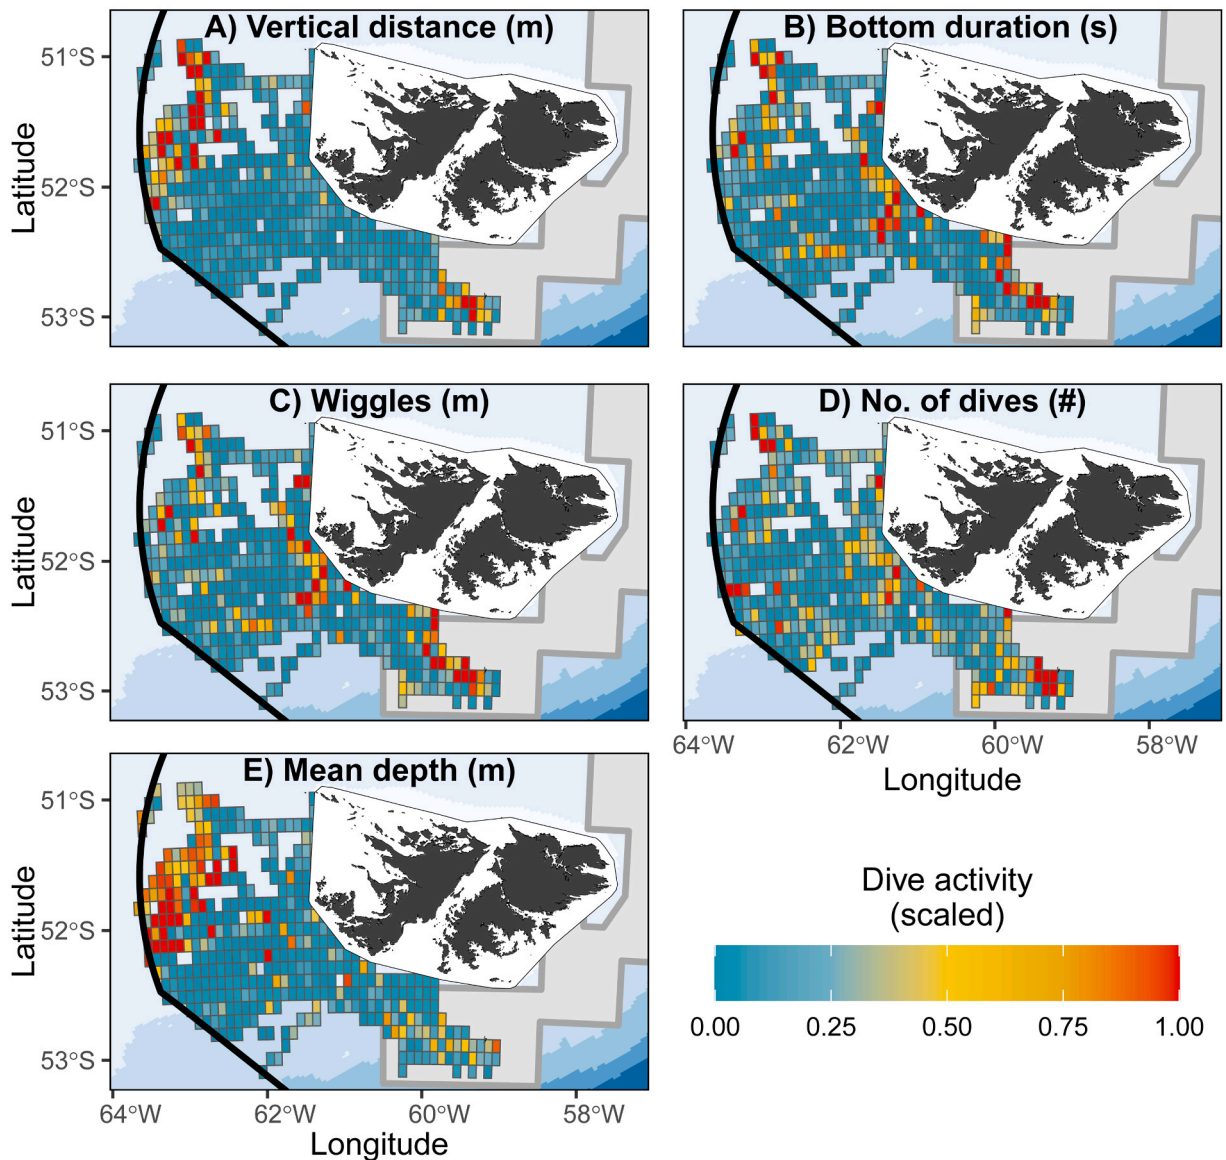 A) Vertical distance (m)
B) Bottom duration (s)
51°S
52°S
53°S
Latitude
C) Wiggles (m)
D) No. of dives (#)
51°S
52°S
53°S
Latitude
64°W
62°W
60°W
58°W
Longitude
E) Mean depth (m)
51°S
52°S
53°S
Latitude
64°W
62°W
60°W
58°W
Longitude
Dive activity
(scaled)
0.00
0.25
0.50
0.75
1.00